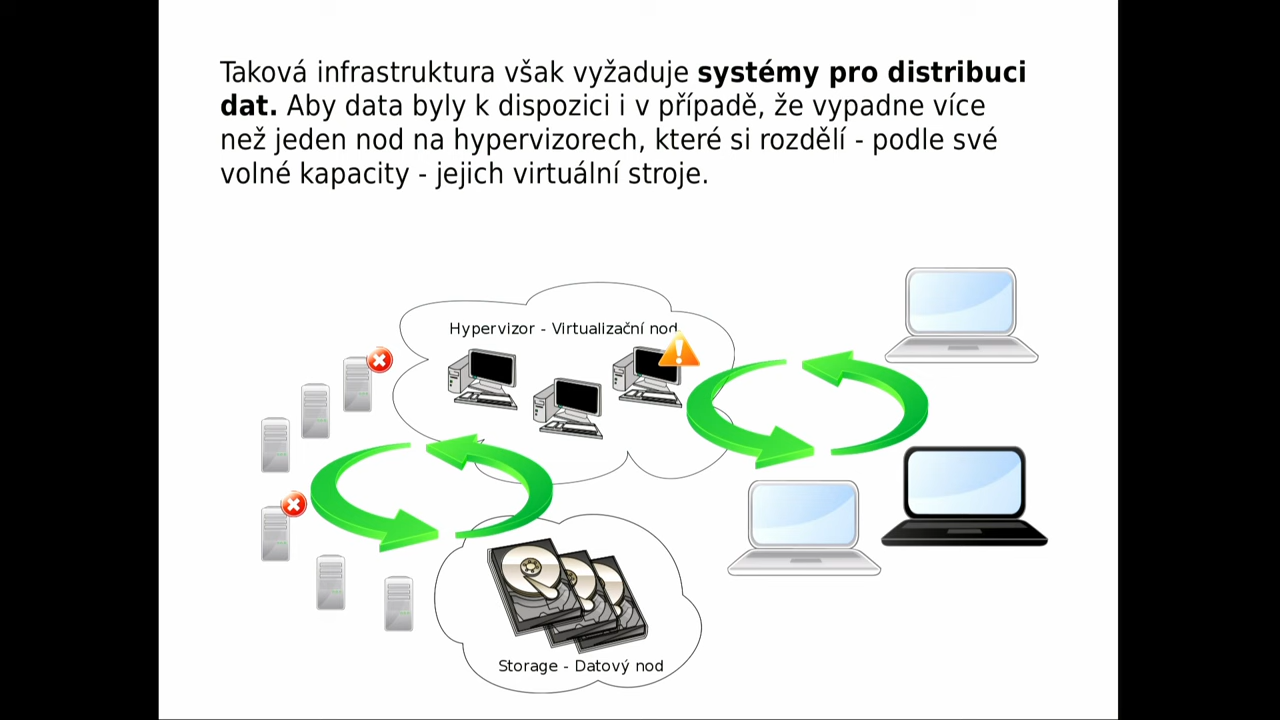 Taková infrastruktura však vyžaduje systémy pro distribuci
dat. Aby data byly k dispozici i v případě, že vypadne více
než jeden nod na hypervizorech, které si rozdělí - podle své
volné kapacity - jejich virtuální stroje.
Hypervizor - Virtualizační nod
Storage - Datový nod